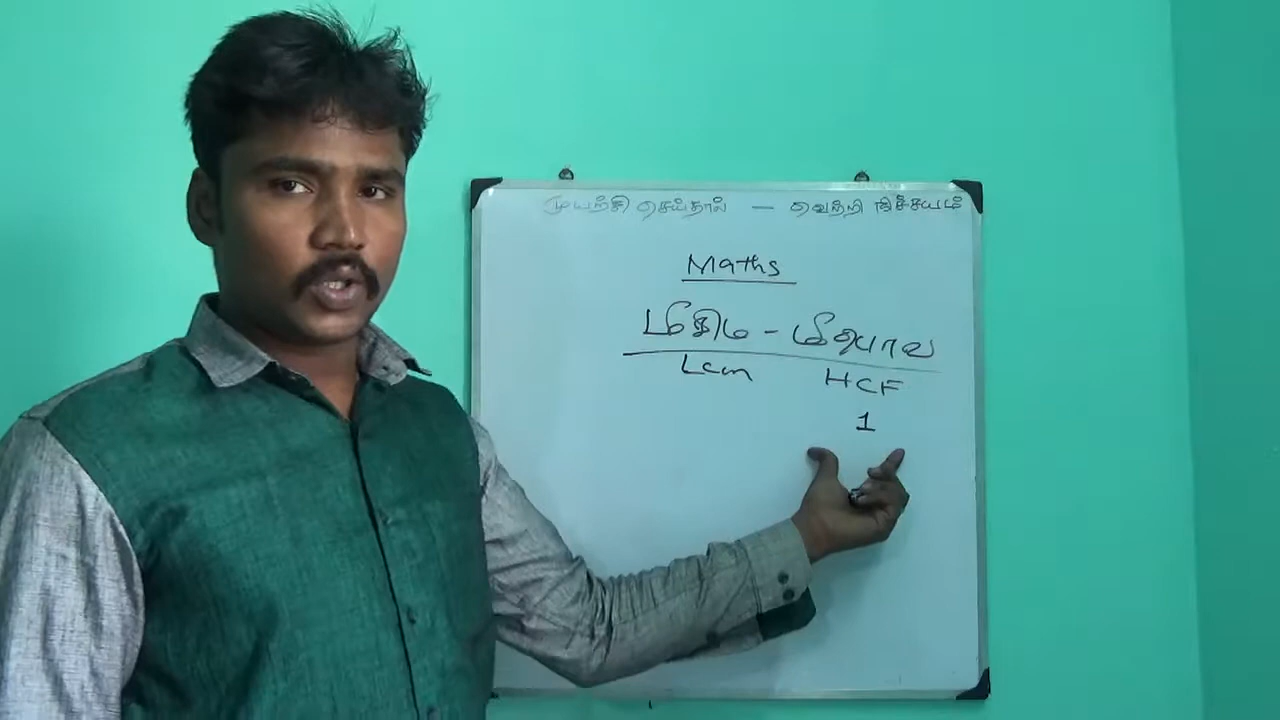 முயற்சி செய்தால் — வெற்றி நிச்சயம்
Maths
மீசிம - மீபொவ
Lcm HCF
1